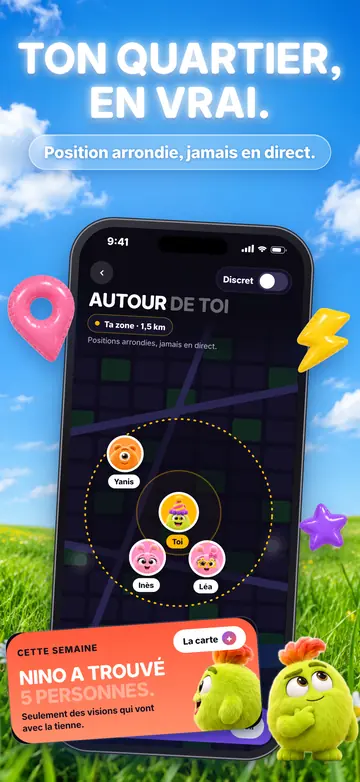 TON QUARTIER,
EN VRAI.
Position arrondie, jamais en direct.
9:41
Discret
AUTOUR DE TOI
Ta zone · 1,5 km
Positions arrondies, jamais en direct.
Yanis
Toi
Inès
Léa
CETTE SEMAINE
La carte
NINO A TROUVÉ
5 PERSONNES.
Seulement des visions qui vont
avec la tienne.